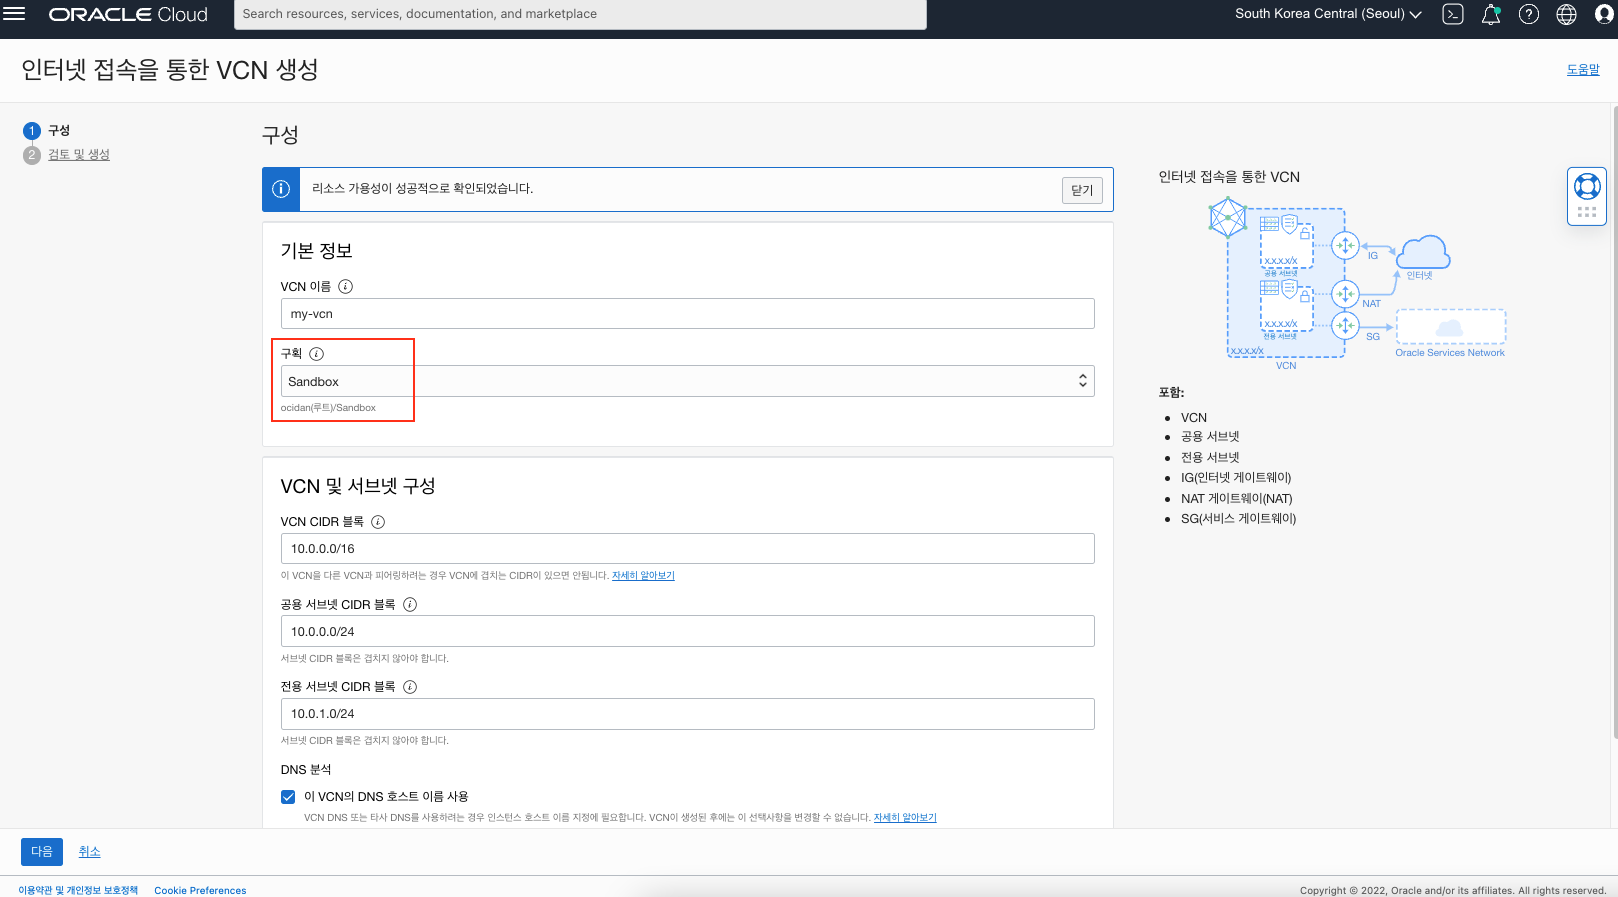 ORACLE Cloud
Search resources, services, documentation, and marketplace
South Korea Central (Seoul)
인터넷 접속을 통한 VCN 생성
도움말
1 구성
2 검토 및 생성
구성
리소스 가용성이 성공적으로 확인되었습니다.
닫기
기본 정보
VCN 이름
my-vcn
구획
Sandbox
ocidan(루트)/Sandbox
VCN 및 서브넷 구성
VCN CIDR 블록
10.0.0.0/16
이 VCN을 다른 VCN과 피어링하려는 경우 VCN에 겹치는 CIDR이 있으면 안됩니다. 자세히 알아보기
공용 서브넷 CIDR 블록
10.0.0.0/24
서브넷 CIDR 블록은 겹치지 않아야 합니다.
전용 서브넷 CIDR 블록
10.0.1.0/24
서브넷 CIDR 블록은 겹치지 않아야 합니다.
DNS 분석
이 VCN의 DNS 호스트 이름 사용
VCN DNS 또는 타사 DNS를 사용하려는 경우 인스턴스 호스트 이름 지정에 필요합니다. VCN이 생성된 후에는 이 선택사항을 변경할 수 없습니다. 자세히 알아보기
인터넷 접속을 통한 VCN
x.x.x.x/x
공용 서브넷
IG
인터넷
x.x.x.x/x
전용 서브넷
NAT
SG
x.x.x.x/x
VCN
Oracle Services Network
포함:
VCN
공용 서브넷
전용 서브넷
IG(인터넷 게이트웨이)
NAT 게이트웨이(NAT)
SG(서비스 게이트웨이)
다음
취소
이용약관 및 개인정보 보호정책
Cookie Preferences
Copyright © 2022, Oracle and/or its affiliates. All rights reserved.